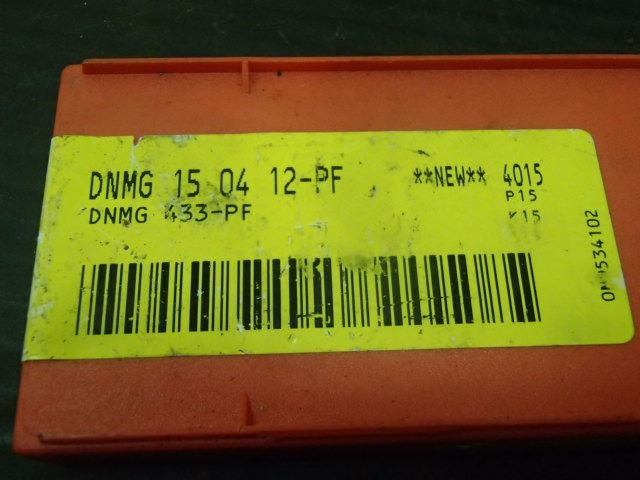 DNMG 15 04 12-PF **NEW** 4015
DNMG 433-PF P15
K15